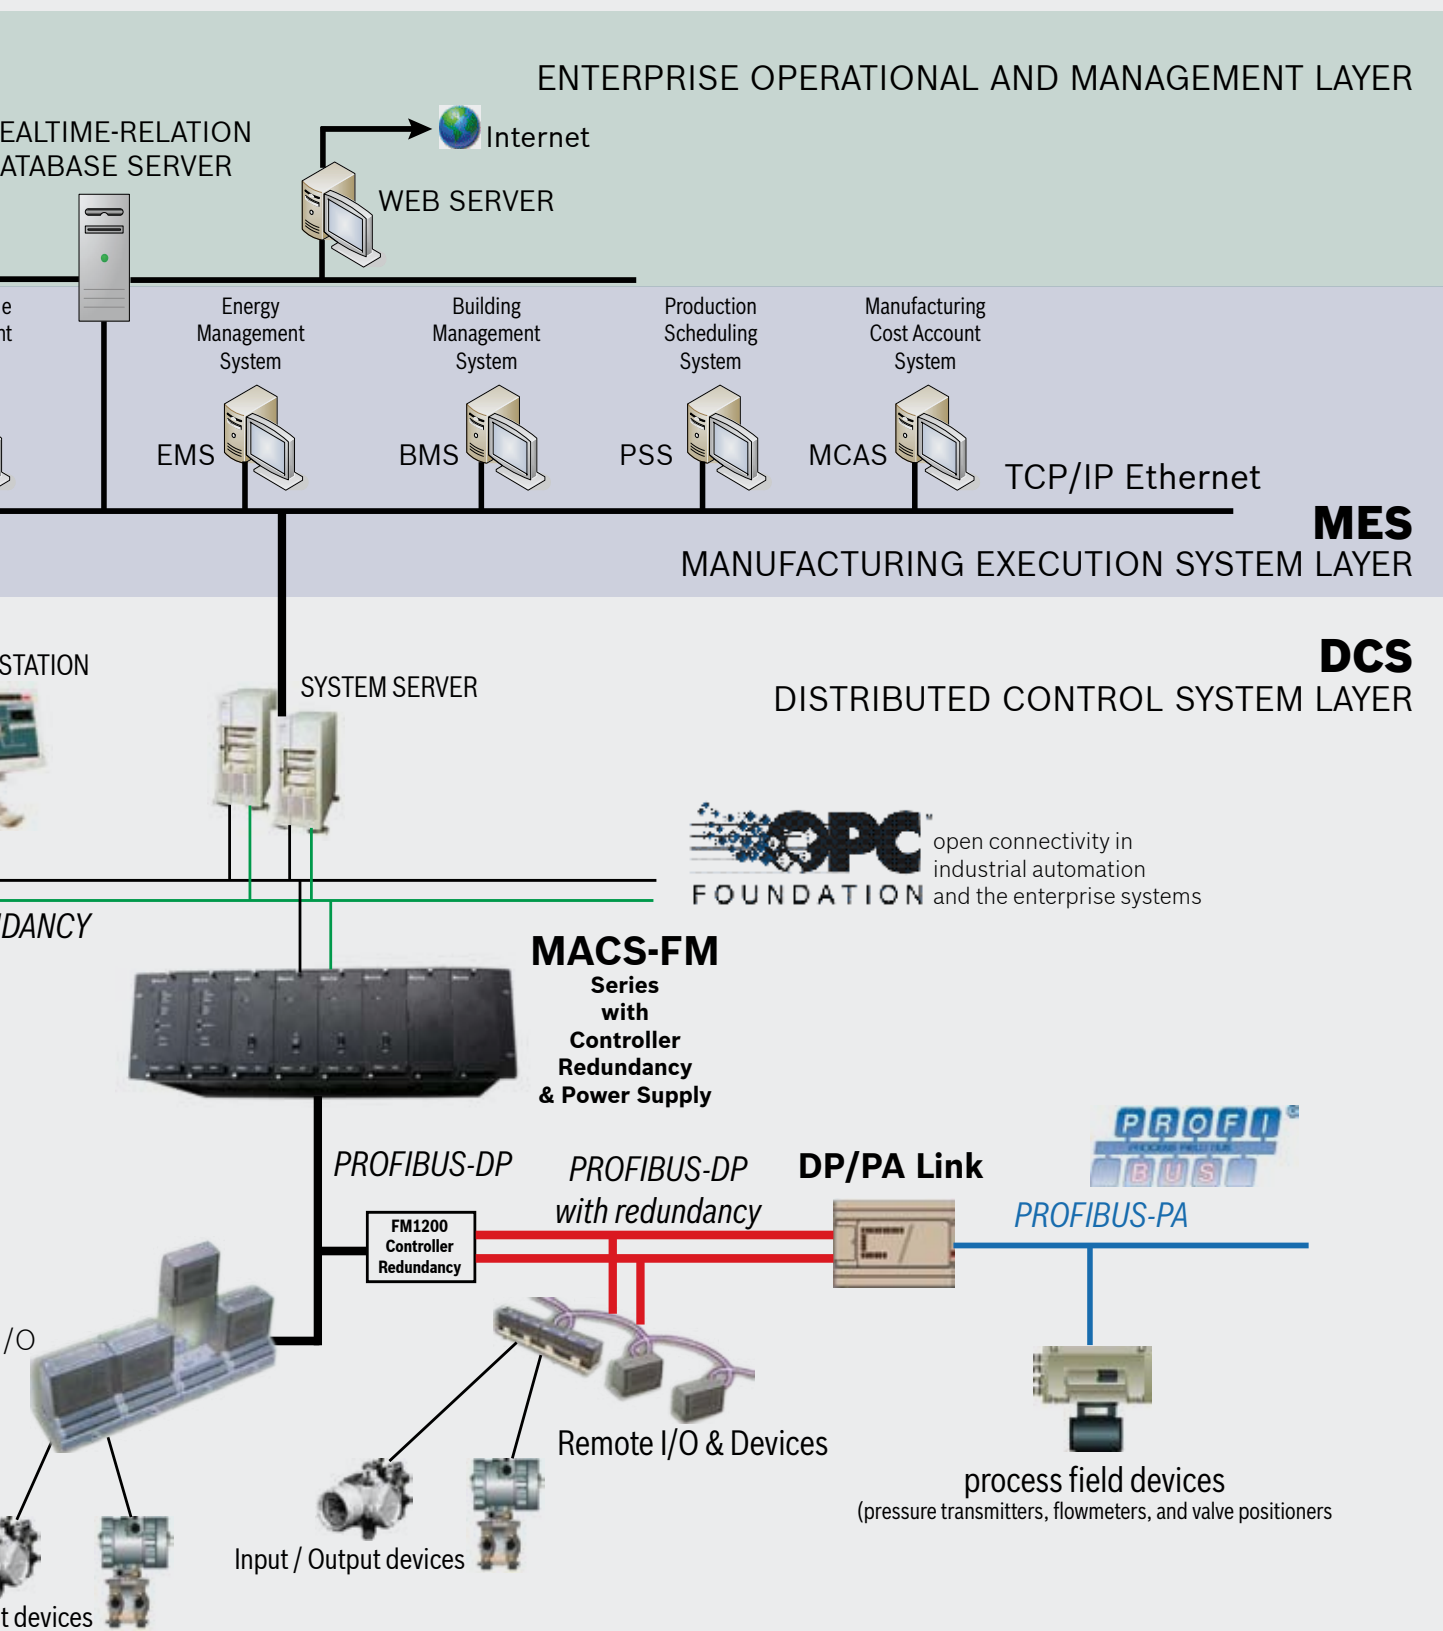 ENTERPRISE OPERATIONAL AND MANAGEMENT LAYER
EALTIME-RELATION
ATABASE SERVER
Internet
WEB SERVER
e
nt
Energy
Management
System
Building
Management
System
Production
Scheduling
System
Manufacturing
Cost Account
System
EMS
BMS
PSS
MCAS
TCP/IP Ethernet
MES
MANUFACTURING EXECUTION SYSTEM LAYER
DCS
DISTRIBUTED CONTROL SYSTEM LAYER
STATION
SYSTEM SERVER
OPC
FOUNDATION
open connectivity in
industrial automation
and the enterprise systems
NDANCY
MACS-FM
Series
with
Controller
Redundancy
& Power Supply
PROFIBUS-DP
PROFIBUS-DP
with redundancy
DP/PA Link
PROFI
PROCESS FIELD BUS
BUS
PROFIBUS-PA
FM1200
Controller
Redundancy
/O
Remote I/O & Devices
process field devices
(pressure transmitters, flowmeters, and valve positioners
Input / Output devices
t devices